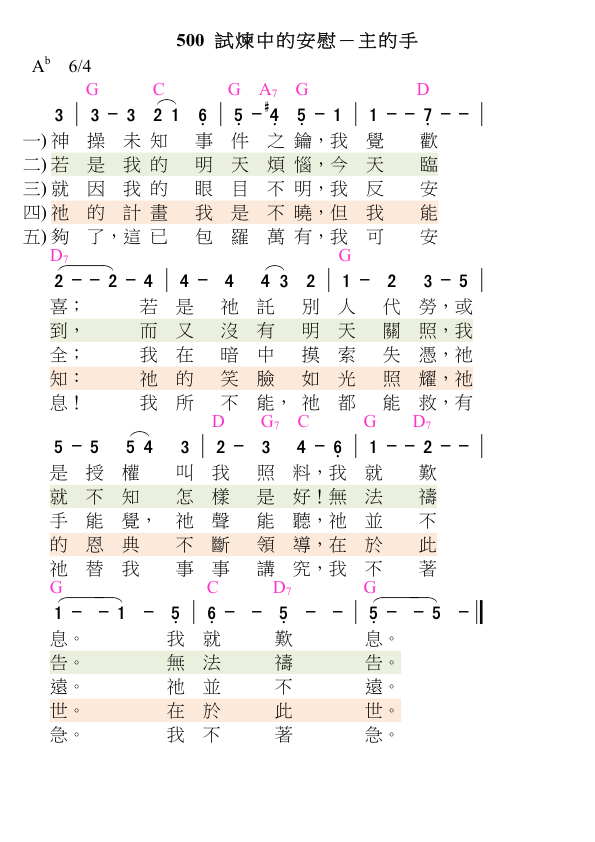 500 試煉中的安慰－主的手
A♭ 6/4
G C G A7 G D
3 | 3 - 3 2 1 6̣ | 5̣ - #4̣ 5̣ - 1 | 1 - - 7̣ - - |
一) 神 操 未 知 事 件 之 鑰，我 覺 歡
二) 若 是 我 的 明 天 煩 惱，今 天 臨
三) 就 因 我 的 眼 目 不 明，我 反 安
四) 祂 的 計 畫 我 是 不 曉，但 我 能
五) 夠 了，這 已 包 羅 萬 有，我 可 安
D7 G
2 - - 2 - 4 | 4 - 4 4 3 2 | 1 - 2 3 - 5 |
喜； 若 是 祂 託 別 人 代 勞，或
到， 而 又 沒 有 明 天 關 照，我
全； 我 在 暗 中 摸 索 失 憑，祂
知： 祂 的 笑 臉 如 光 照 耀，祂
息！ 我 所 不 能，祂 都 能 救，有
D G7 C G D7
5 - 5 5 4 3 | 2 - 3 4 - 6̣ | 1 - - 2 - - |
是 授 權 叫 我 照 料，我 就 歎
就 不 知 怎 樣 是 好！無 法 禱
手 能 覺， 祂 聲 能 聽，祂 並 不
的 恩 典 不 斷 領 導，在 於 此
祂 替 我 事 事 講 究，我 不 著
G C D7 G
1 - - 1 - 5̣ | 6̣ - - 5̣ - - | 5̣ - - 5 - ||
息。 我 就 歎 息。
告。 無 法 禱 告。
遠。 祂 並 不 遠。
世。 在 於 此 世。
急。 我 不 著 急。